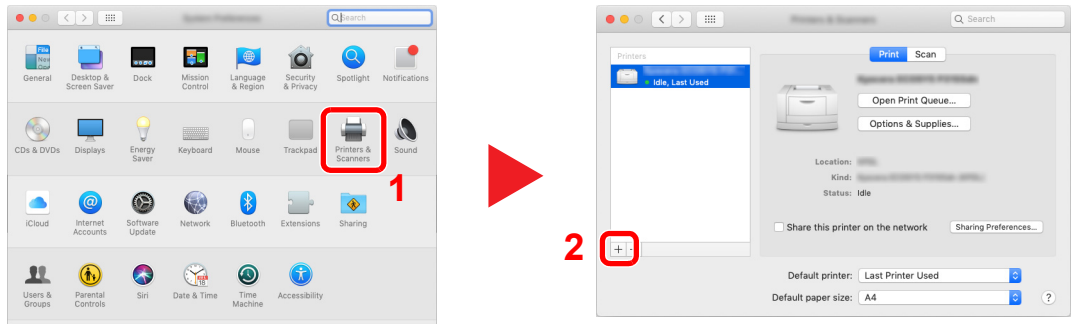 Search
General
Desktop &
Screen Saver
Dock
Mission
Control
Language
& Region
Security
& Privacy
Spotlight
Notifications
CDs & DVDs
Displays
Energy
Saver
Keyboard
Mouse
Trackpad
Printers &
Scanners
Sound
1
iCloud
Internet
Accounts
Software
Update
Network
Bluetooth
Extensions
Sharing
Users &
Groups
Parental
Controls
Siri
Date & Time
Time
Machine
Accessibility
Printers & Scanners
Search
Printers
Idle, Last Used
Print Scan
Open Print Queue...
Options & Supplies...
Location:
Kind:
Status: Idle
Share this printer on the network
Sharing Preferences...
2
+ -
Default printer: Last Printer Used
Default paper size: A4
?